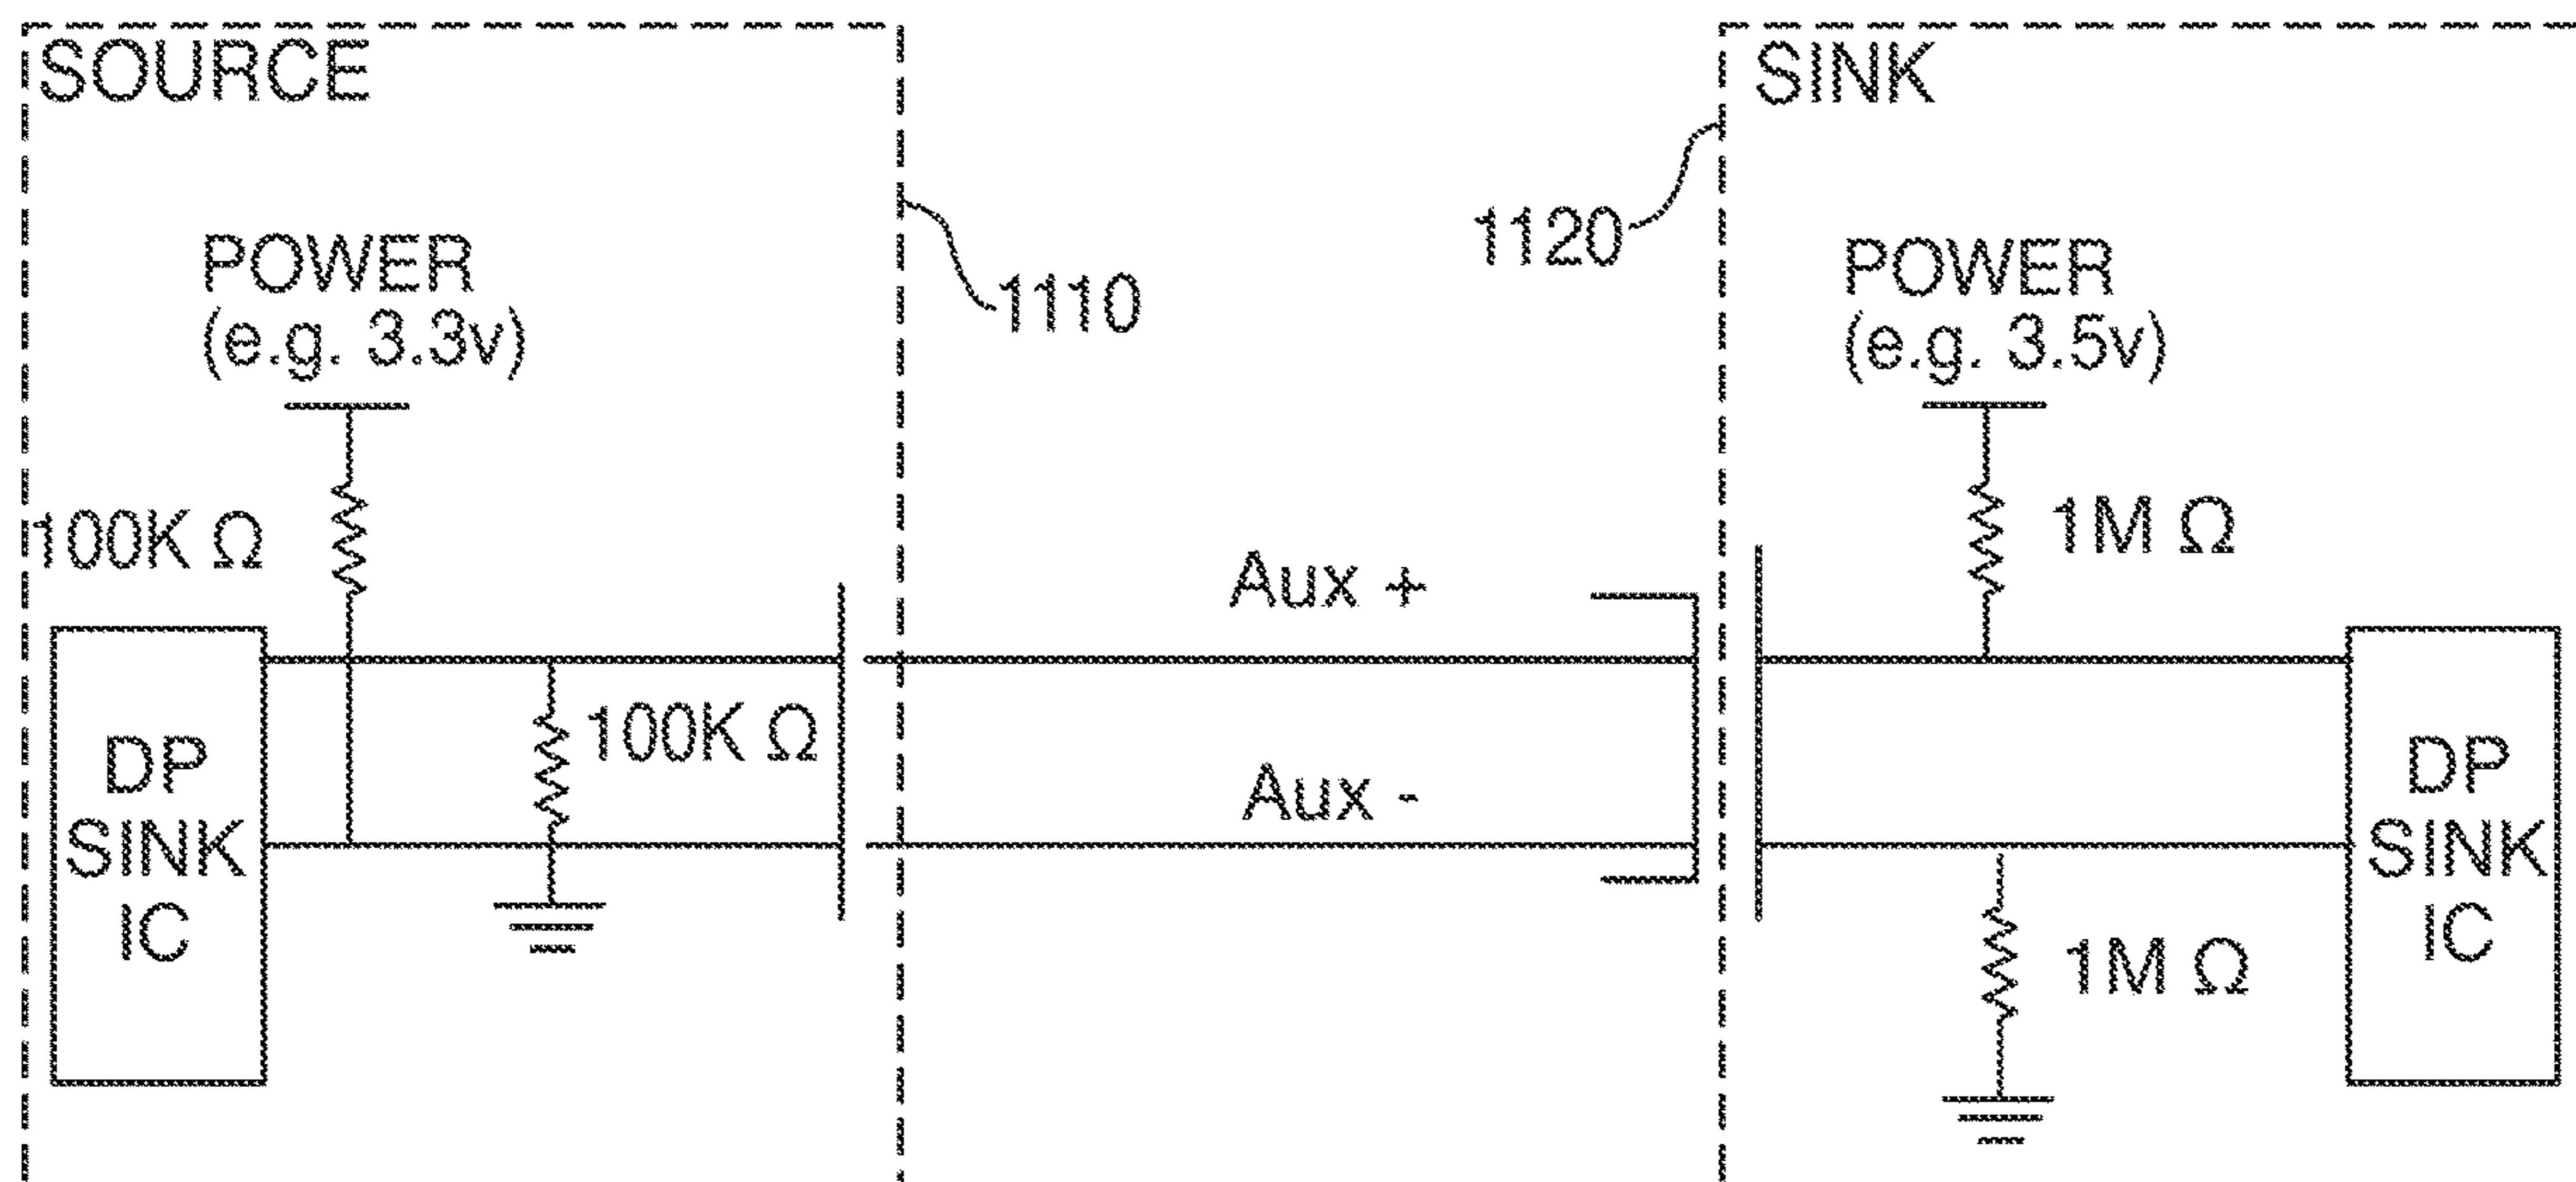 SOURCE
SINK
1110
1120
POWER
(e.g. 3.3v)
POWER
(e.g. 3.5v)
100K Ω
1M Ω
Aux +
100K Ω
Aux -
DP
SINK
IC
DP
SINK
IC
1M Ω